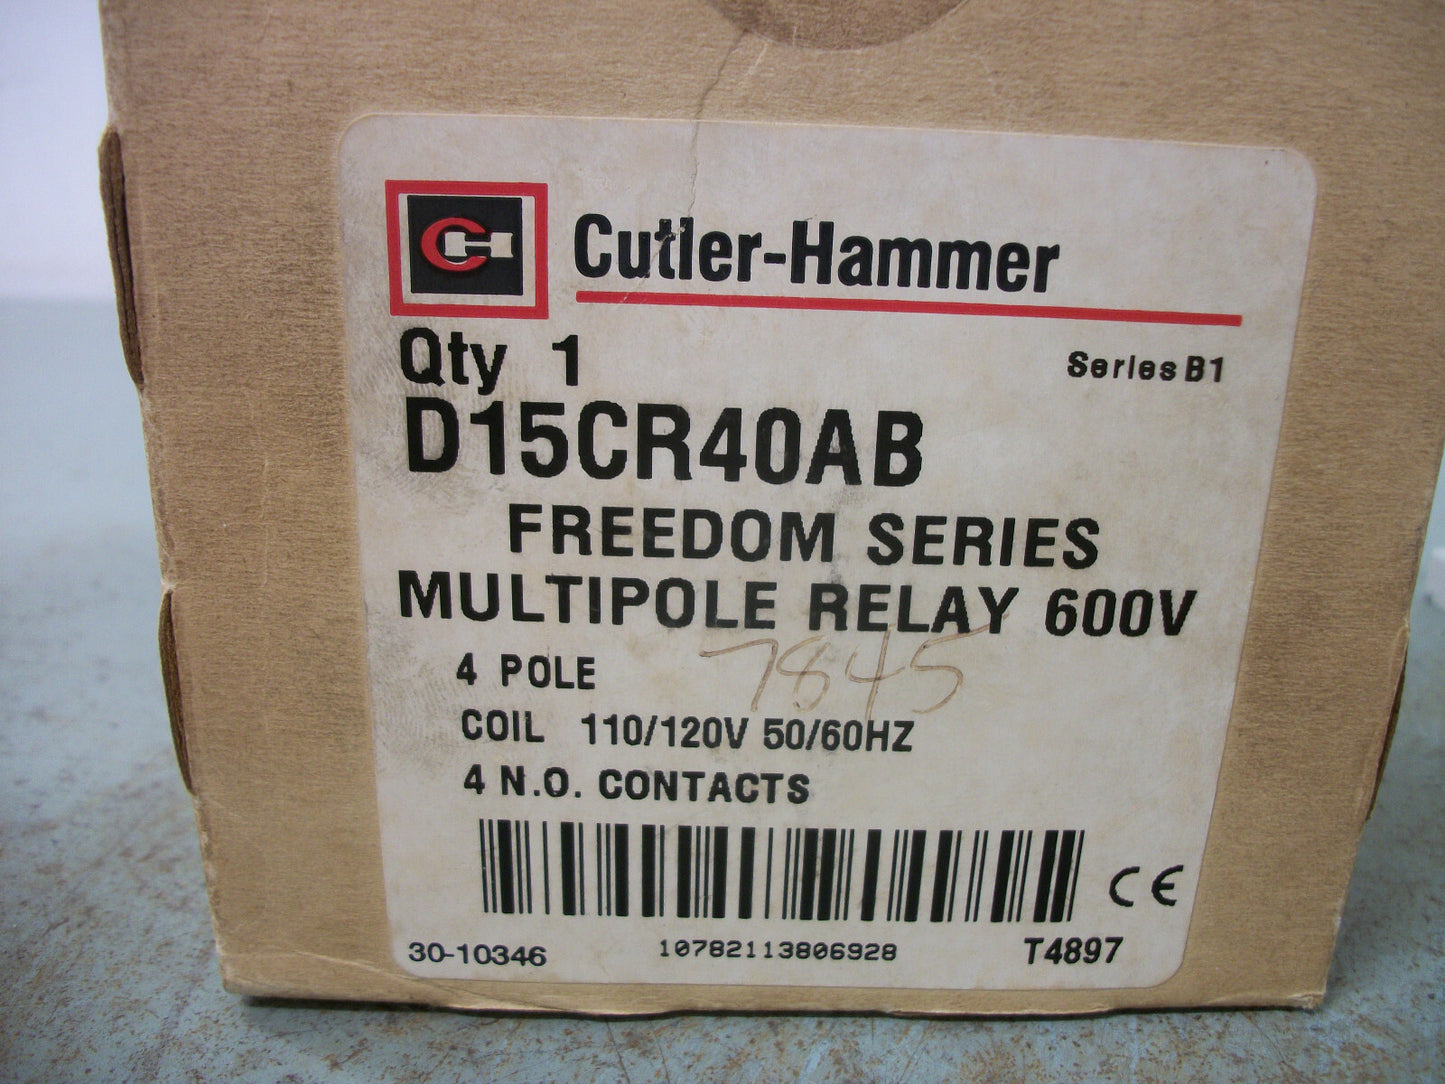 Cutler-Hammer
Qty 1
Series B1
D15CR40AB
FREEDOM SERIES
MULTIPOLE RELAY 600V
7845
4 POLE
COIL 110/120V 50/60HZ
4 N.O. CONTACTS
CE
30-10346
10782113806928
T4897